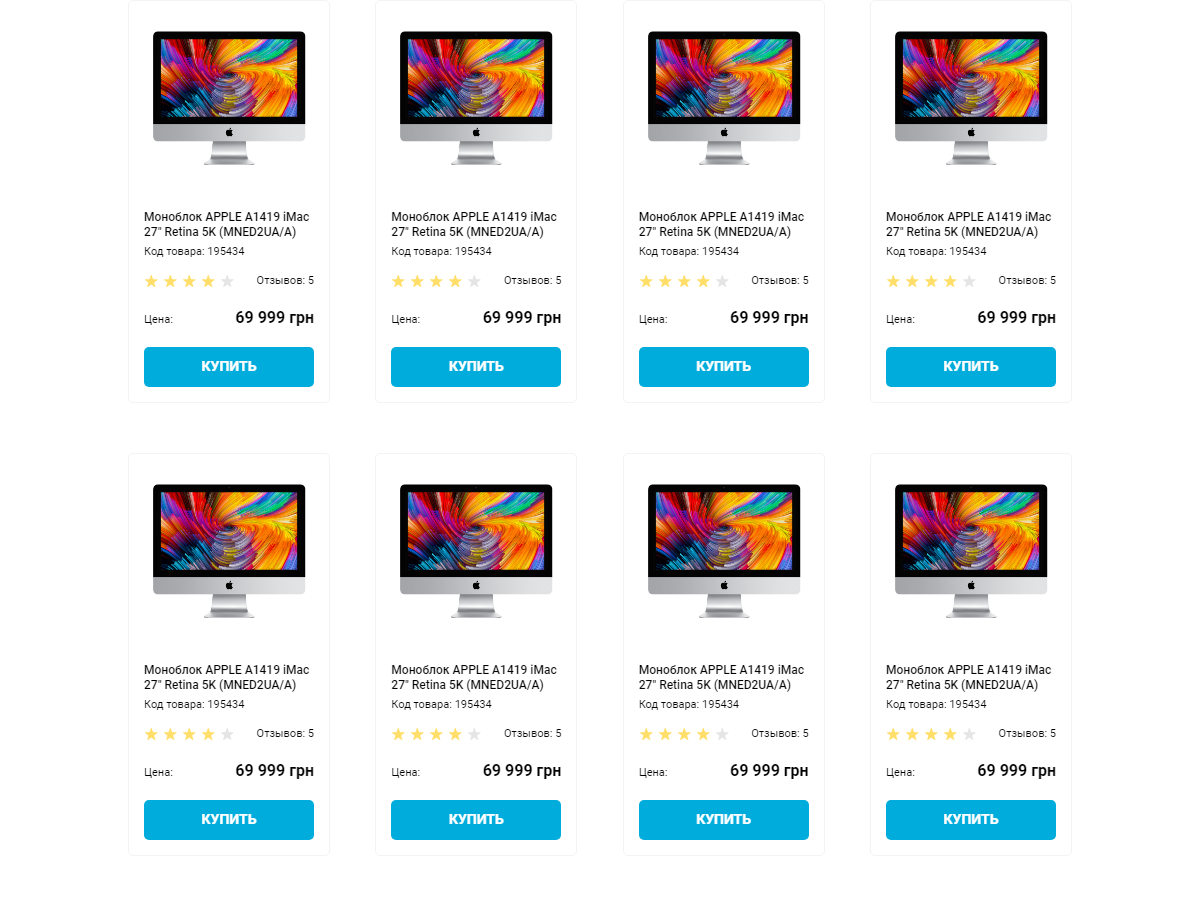 Моноблок APPLE A1419 iMac
27" Retina 5K (MNED2UA/A)
Код товара: 195434
Отзывов: 5
Цена: 69 999 грн
КУПИТЬ
Моноблок APPLE A1419 iMac
27" Retina 5K (MNED2UA/A)
Код товара: 195434
Отзывов: 5
Цена: 69 999 грн
КУПИТЬ
Моноблок APPLE A1419 iMac
27" Retina 5K (MNED2UA/A)
Код товара: 195434
Отзывов: 5
Цена: 69 999 грн
КУПИТЬ
Моноблок APPLE A1419 iMac
27" Retina 5K (MNED2UA/A)
Код товара: 195434
Отзывов: 5
Цена: 69 999 грн
КУПИТЬ
Моноблок APPLE A1419 iMac
27" Retina 5K (MNED2UA/A)
Код товара: 195434
Отзывов: 5
Цена: 69 999 грн
КУПИТЬ
Моноблок APPLE A1419 iMac
27" Retina 5K (MNED2UA/A)
Код товара: 195434
Отзывов: 5
Цена: 69 999 грн
КУПИТЬ
Моноблок APPLE A1419 iMac
27" Retina 5K (MNED2UA/A)
Код товара: 195434
Отзывов: 5
Цена: 69 999 грн
КУПИТЬ
Моноблок APPLE A1419 iMac
27" Retina 5K (MNED2UA/A)
Код товара: 195434
Отзывов: 5
Цена: 69 999 грн
КУПИТЬ